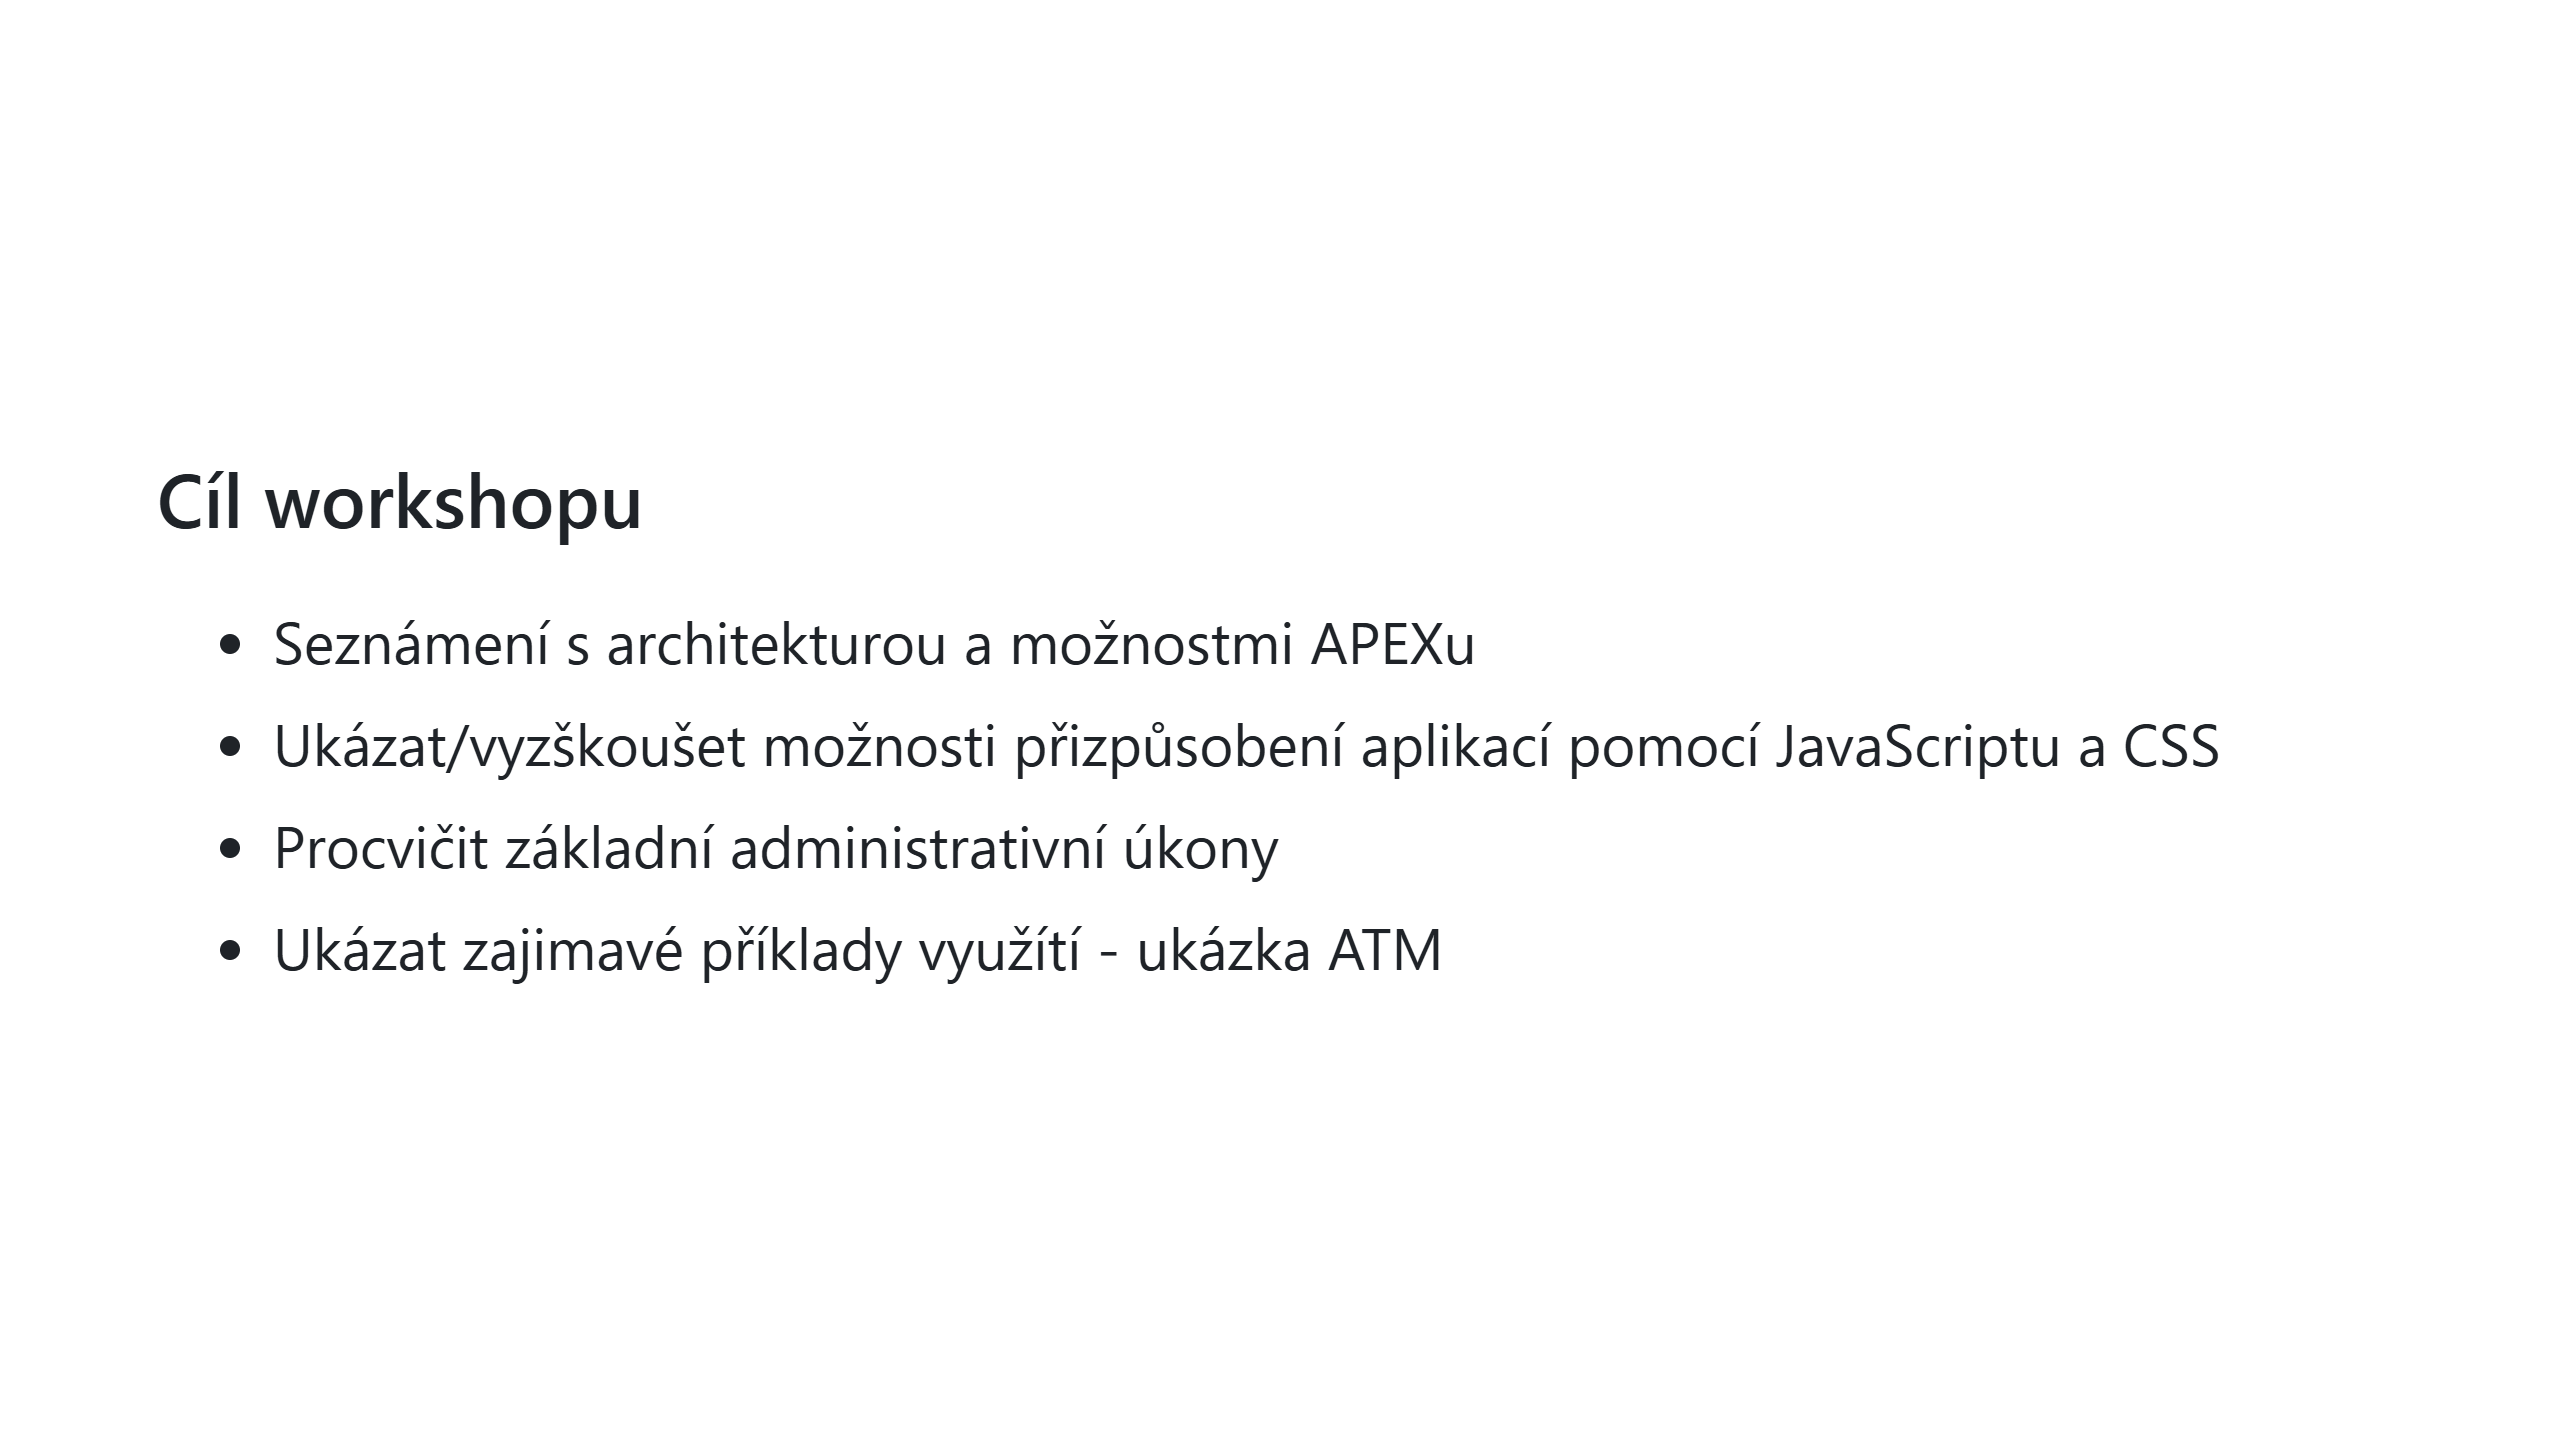 Cíl workshopu
• Seznámení s architekturou a možnostmi APEXu
• Ukázat/vyzškoušet možnosti přizpůsobení aplikací pomocí JavaScriptu a CSS
• Procvičit základní administrativní úkony
• Ukázat zajimavé příklady využítí - ukázka ATM